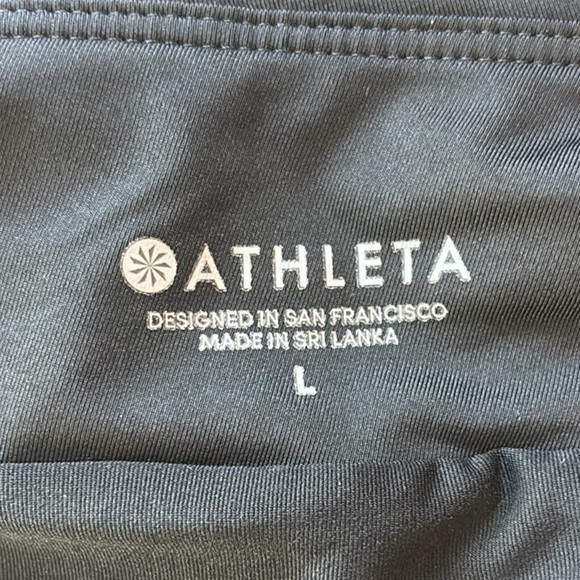 ATHLETA
DESIGNED IN SAN FRANCISCO
MADE IN SRI LANKA
L